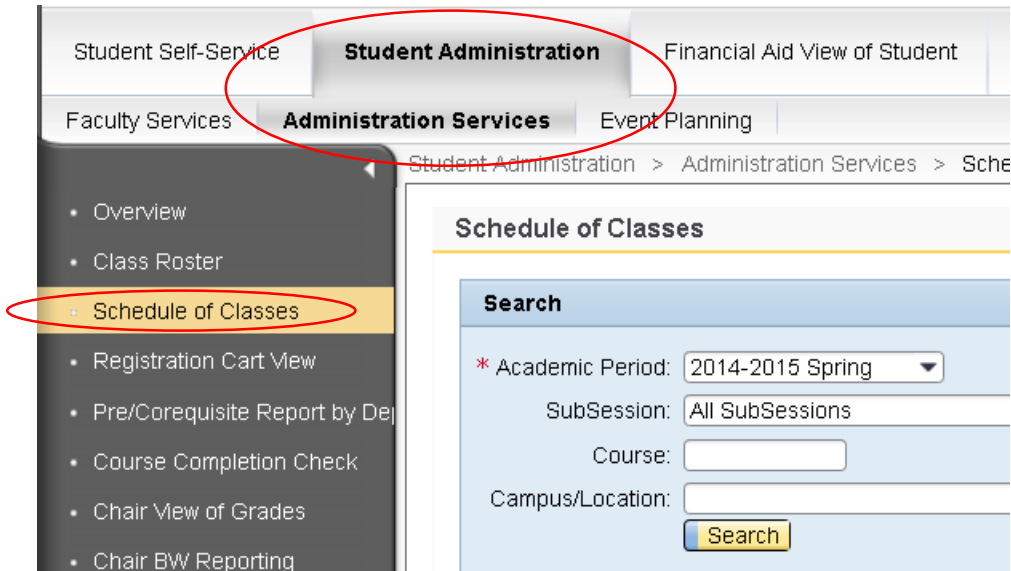 Student Self-Service Student Administration Financial Aid View of Student
Faculty Services Administration Services Event Planning
Student Administration > Administration Services >
Overview
Class Roster
Schedule of Classes
Registration Cart View
Pre/Corequisite Report by
Course Completion Check
Chair View of Grades
Chair BW Reporting
Schedule of Classes
Search
* Academic Period: 2014-2015 Spring
SubSession: All SubSessions
Course:
Campus/Location:
Search